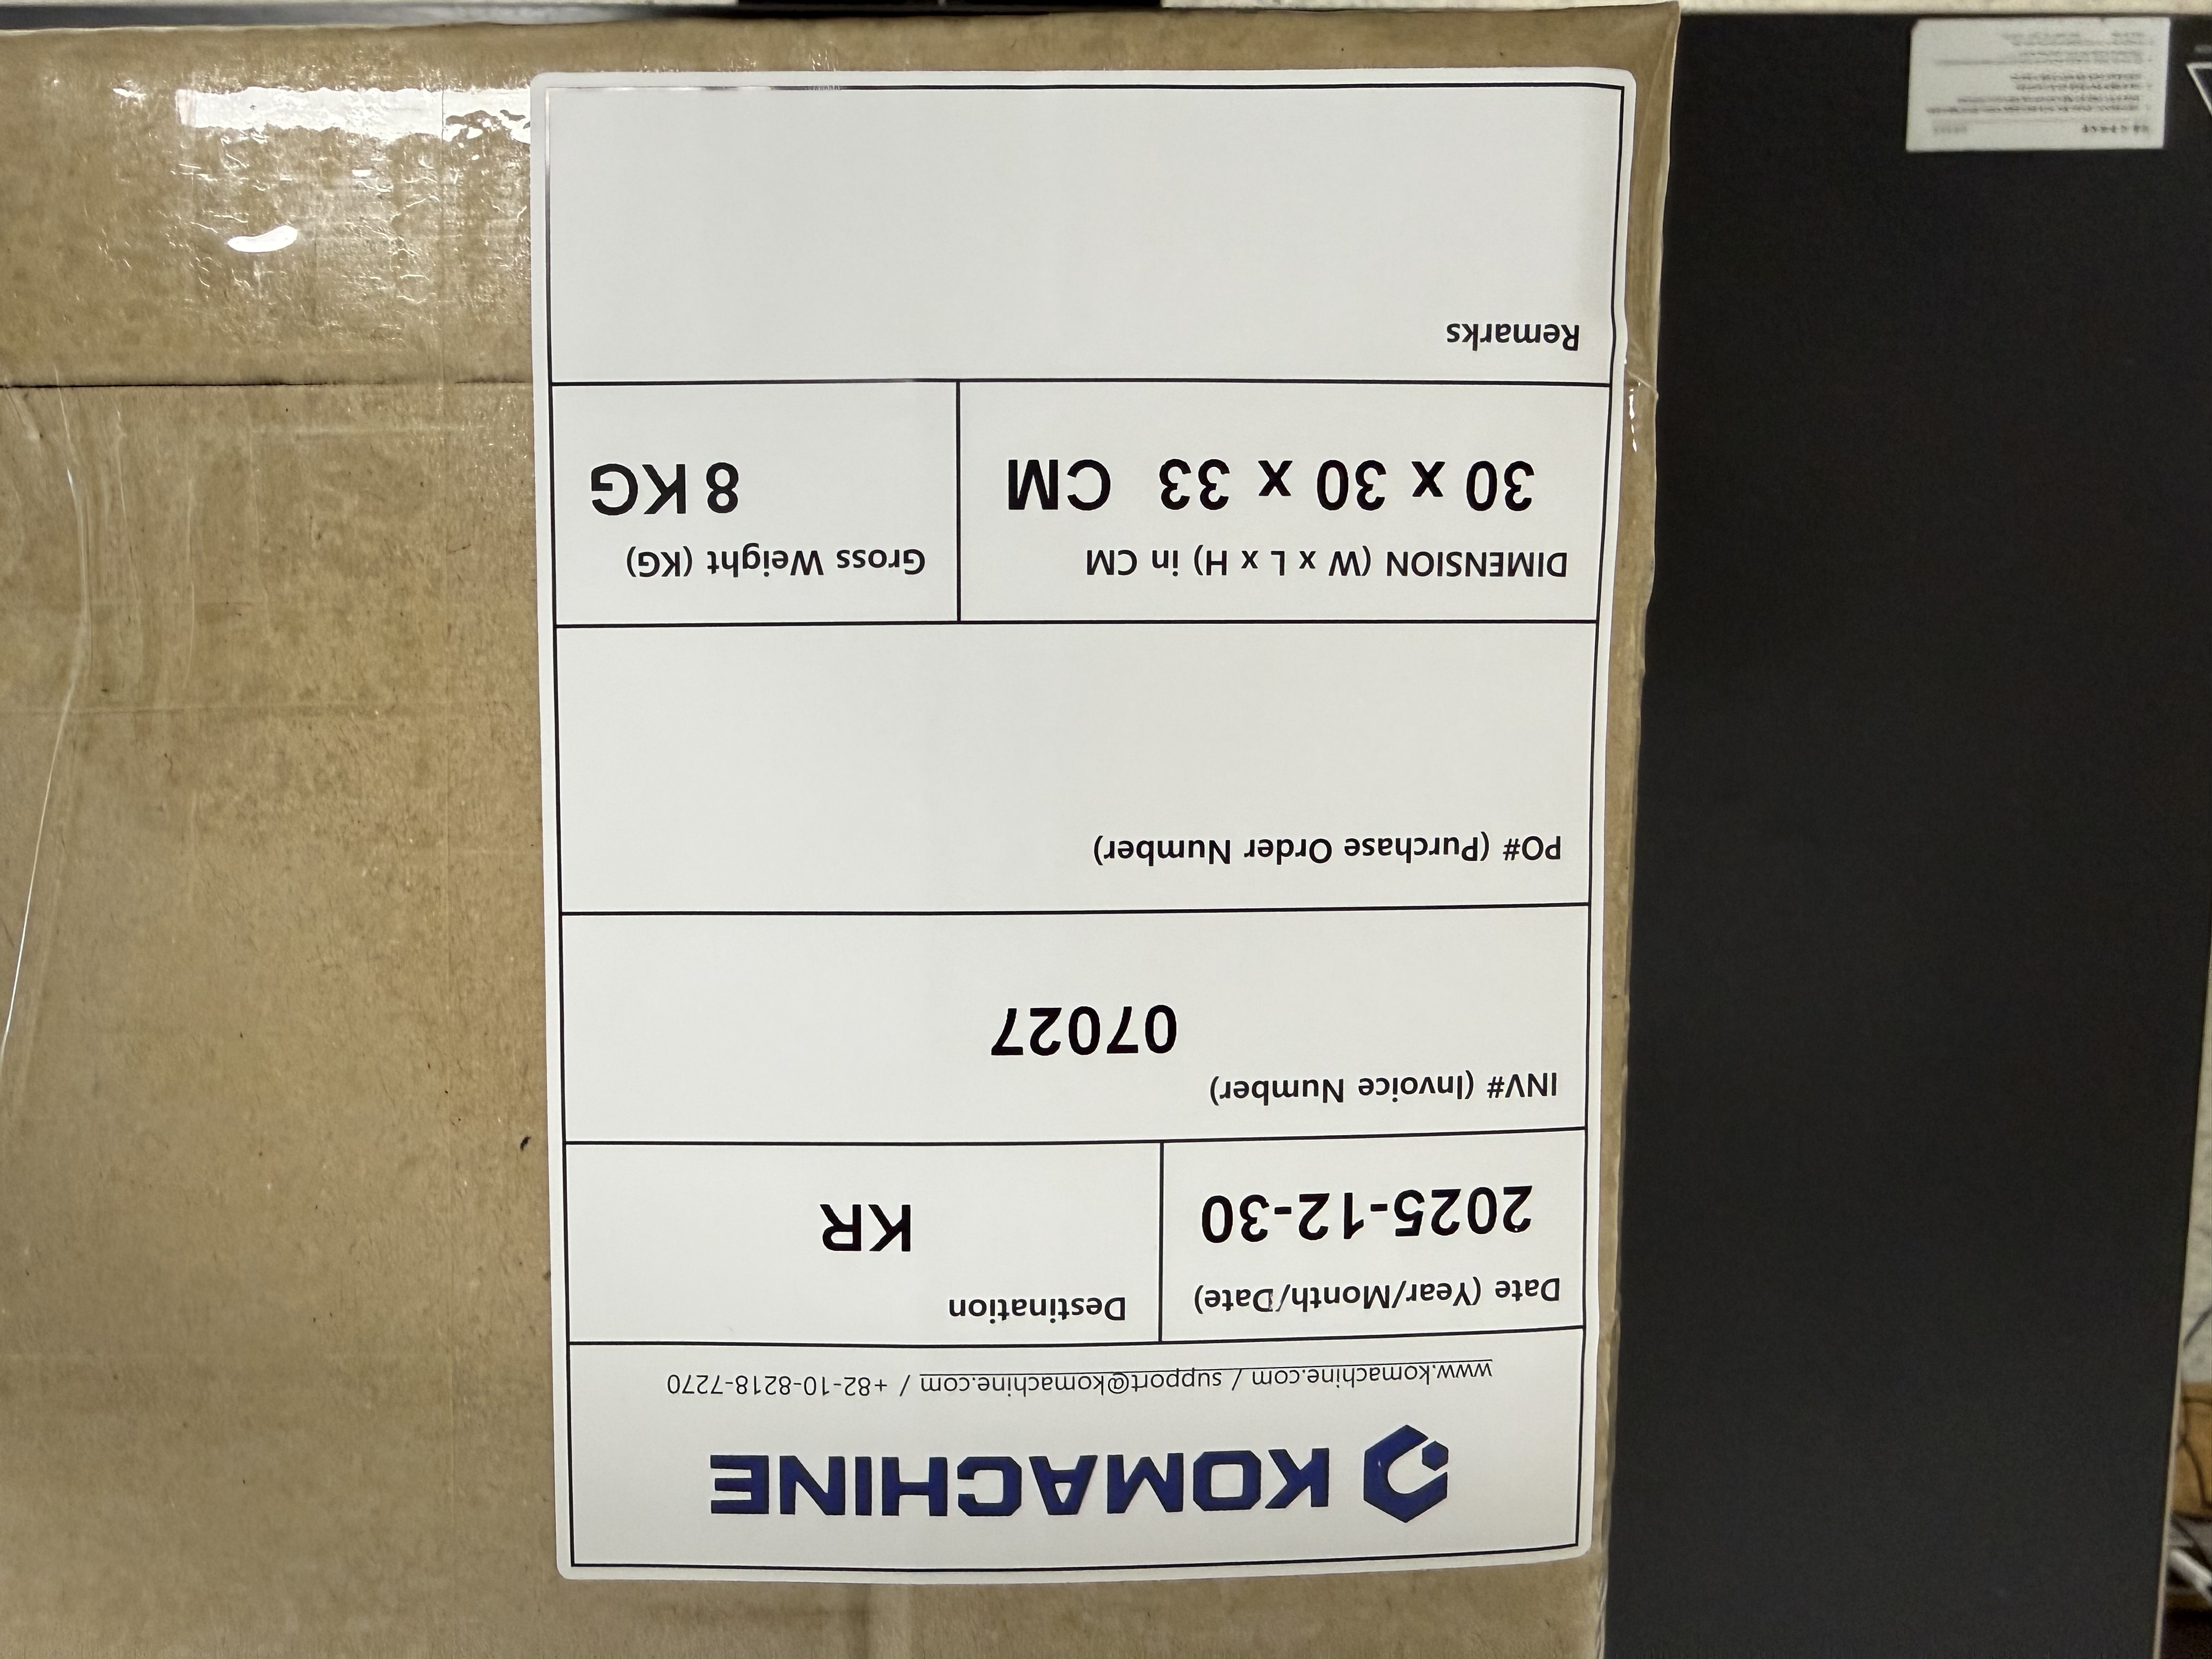 KOMACHINE
www.komachine.com / support@komachine.com / +82-10-8218-7270
Date (Year/Month/Date)
2025-12-30
Destination
KR
INV# (Invoice Number)
07027
PO# (Purchase Order Number)
DIMENSION (W x L x H) in CM
30 x 30 x 33 CM
Gross Weight (KG)
8 KG
Remarks